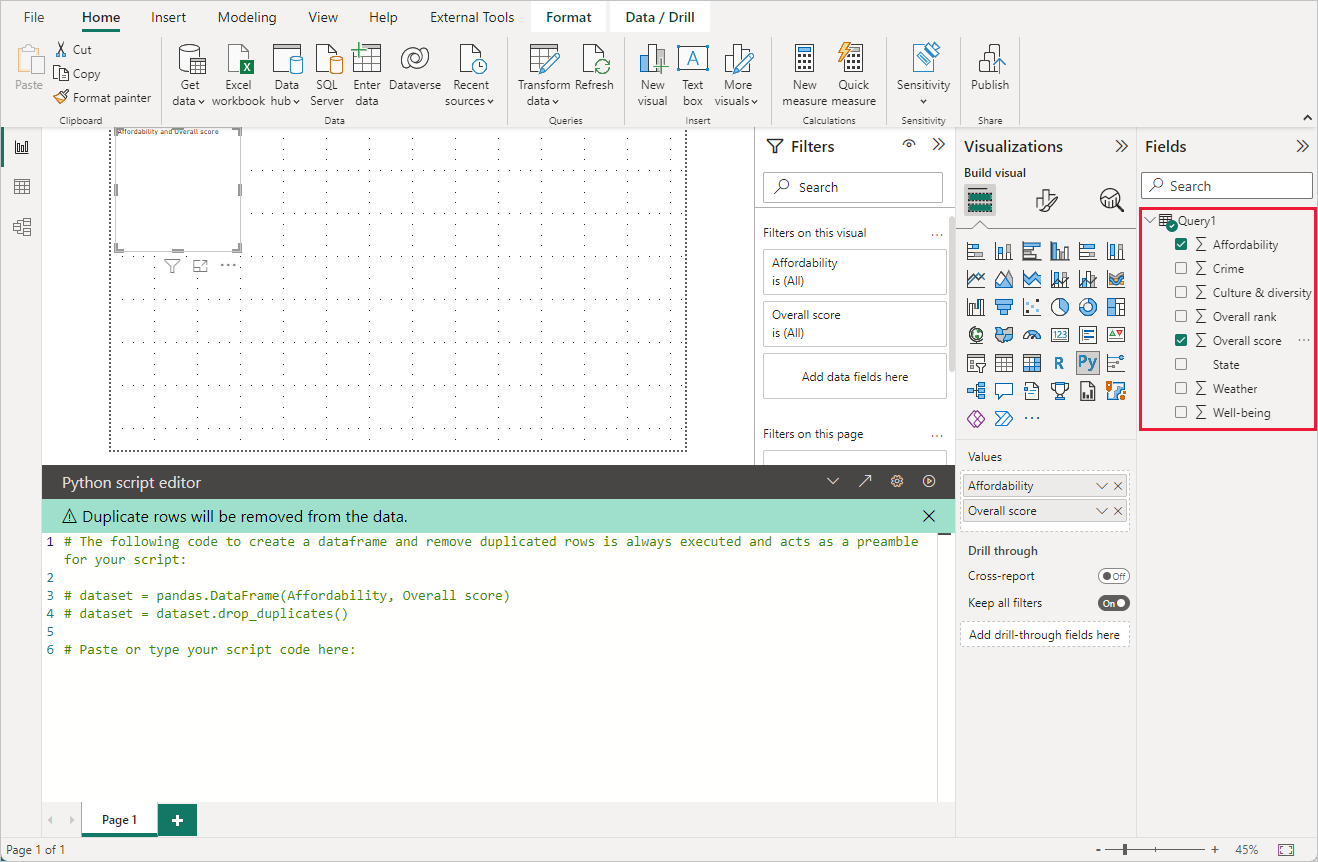 File Home Insert Modeling View Help External Tools Format Data / Drill
Paste
Cut
Copy
Format painter
Clipboard
Get data
Excel workbook
Data hub
SQL Server
Enter data
Dataverse
Recent sources
Data
Transform data
Refresh
Queries
New visual
Text box
More visuals
Insert
New measure
Quick measure
Calculations
Sensitivity
Sensitivity
Publish
Share
Affordability and Overall score
Filters
Search
Filters on this visual ...
Affordability
is (All)
Overall score
is (All)
Add data fields here
Filters on this page ...
Visualizations
Build visual
123
R
Py
...
Values
Affordability
Overall score
Drill through
Cross-report Off
Keep all filters On
Add drill-through fields here
Fields
Search
Query1
Affordability
Crime
Culture & diversity
Overall rank
Overall score ...
State
Weather
Well-being
Python script editor
Duplicate rows will be removed from the data.
1 # The following code to create a dataframe and remove duplicated rows is always executed and acts as a preamble
for your script:
2
3 # dataset = pandas.DataFrame(Affordability, Overall score)
4 # dataset = dataset.drop_duplicates()
5
6 # Paste or type your script code here:
Page 1 +
Page 1 of 1
- + 45%